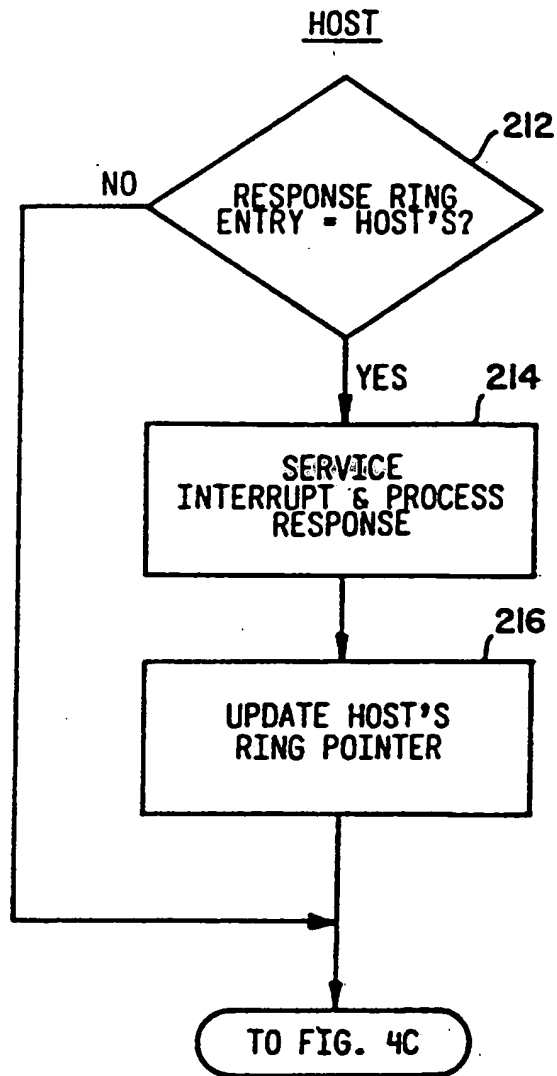 HOST
212
NO
RESPONSE RING
ENTRY = HOST'S?
YES
214
SERVICE
INTERRUPT & PROCESS
RESPONSE
216
UPDATE HOST'S
RING POINTER
TO FIG. 4C